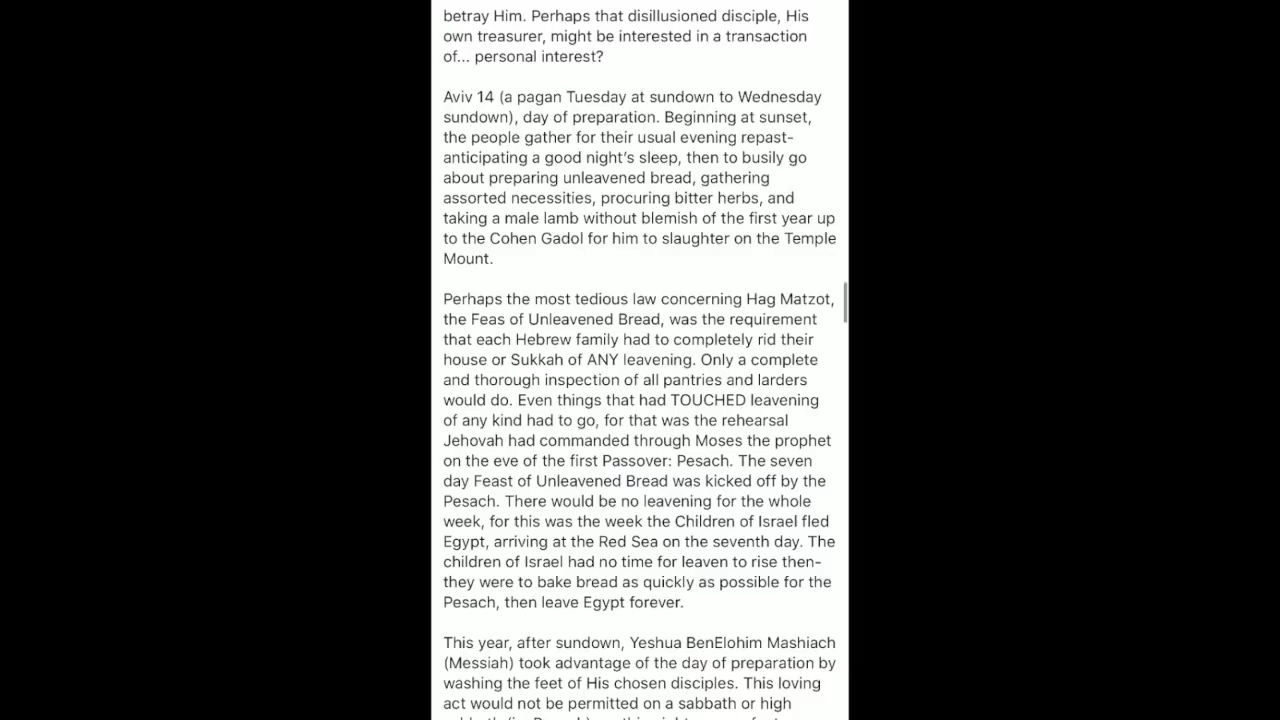 betray Him. Perhaps that disillusioned disciple, His
own treasurer, might be interested in a transaction
of... personal interest?
Aviv 14 (a pagan Tuesday at sundown to Wednesday
sundown), day of preparation. Beginning at sunset,
the people gather for their usual evening repast-
anticipating a good night's sleep, then to busily go
about preparing unleavened bread, gathering
assorted necessities, procuring bitter herbs, and
taking a male lamb without blemish of the first year up
to the Cohen Gadol for him to slaughter on the Temple
Mount.
Perhaps the most tedious law concerning Hag Matzot,
the Feas of Unleavened Bread, was the requirement
that each Hebrew family had to completely rid their
house or Sukkah of ANY leavening. Only a complete
and thorough inspection of all pantries and larders
would do. Even things that had TOUCHED leavening
of any kind had to go, for that was the rehearsal
Jehovah had commanded through Moses the prophet
on the eve of the first Passover: Pesach. The seven
day Feast of Unleavened Bread was kicked off by the
Pesach. There would be no leavening for the whole
week, for this was the week the Children of Israel fled
Egypt, arriving at the Red Sea on the seventh day. The
children of Israel had no time for leaven to rise then-
they were to bake bread as quickly as possible for the
Pesach, then leave Egypt forever.
This year, after sundown, Yeshua BenElohim Mashiach
(Messiah) took advantage of the day of preparation by
washing the feet of His chosen disciples. This loving
act would not be permitted on a sabbath or high